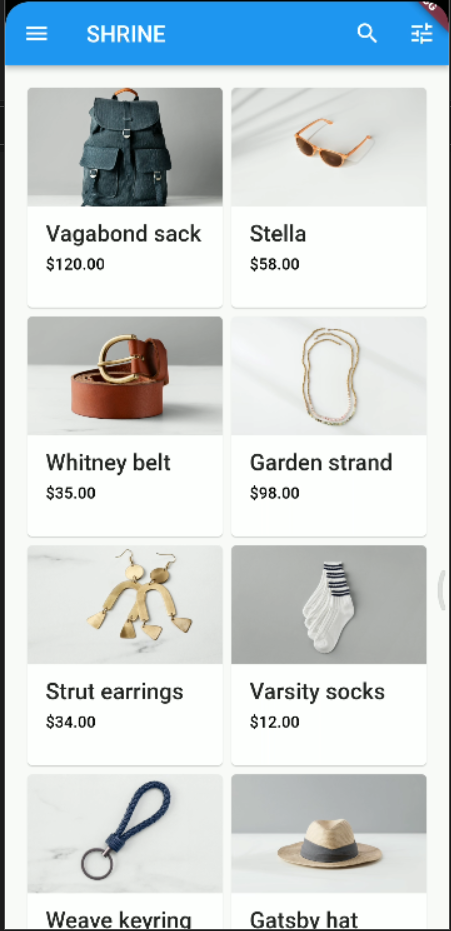 SHRINE
Vagabond sack
$120.00
Stella
$58.00
Whitney belt
$35.00
Garden strand
$98.00
Strut earrings
$34.00
Varsity socks
$12.00
Weave keyring
Gatsby hat